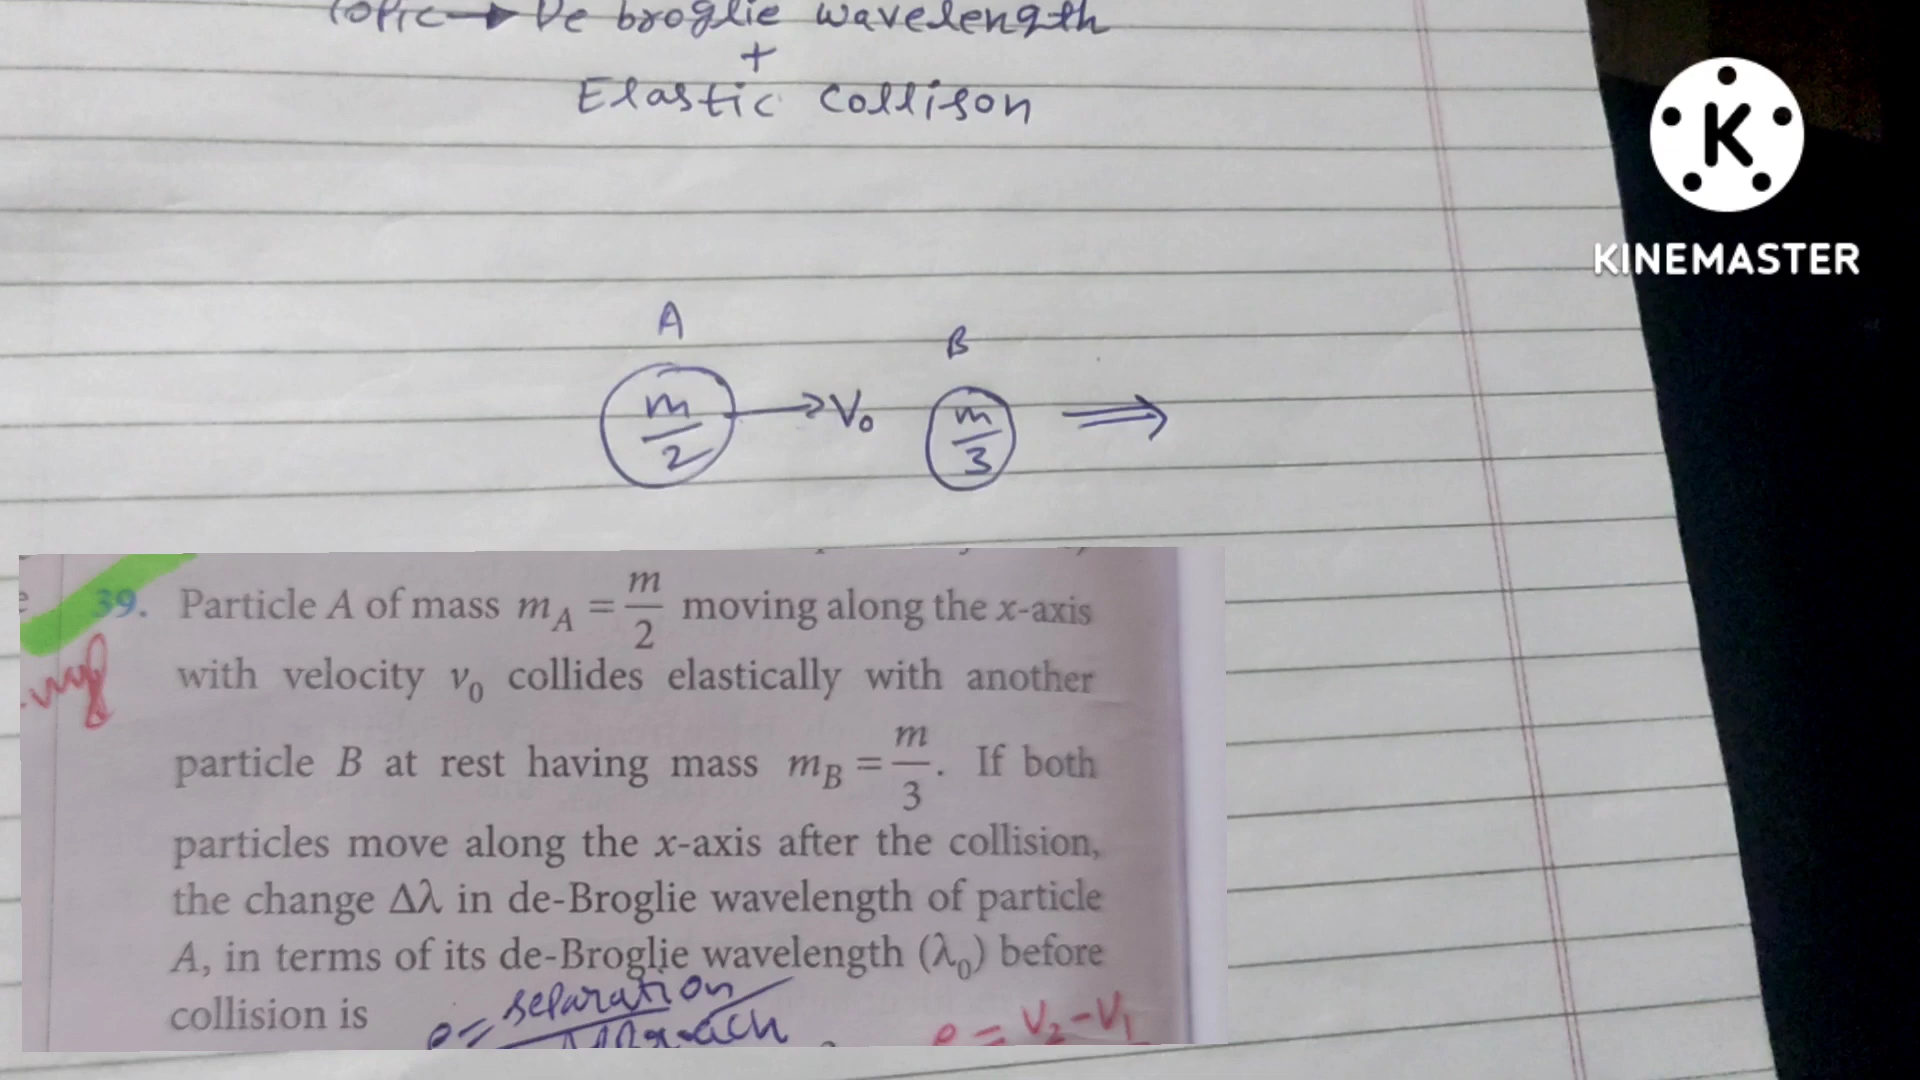 Topic → De broglie wavelength
+
Elastic Collison
K
KINEMASTER
A
B
m/2 → V₀
m/3 ⇒
39. Particle A of mass m_A = m/2 moving along the x-axis
with velocity v₀ collides elastically with another
particle B at rest having mass m_B = m/3. If both
particles move along the x-axis after the collision,
the change Δλ in de-Broglie wavelength of particle
A, in terms of its de-Broglie wavelength (λ₀) before
collision is
e = separation
e = V₂-V₁